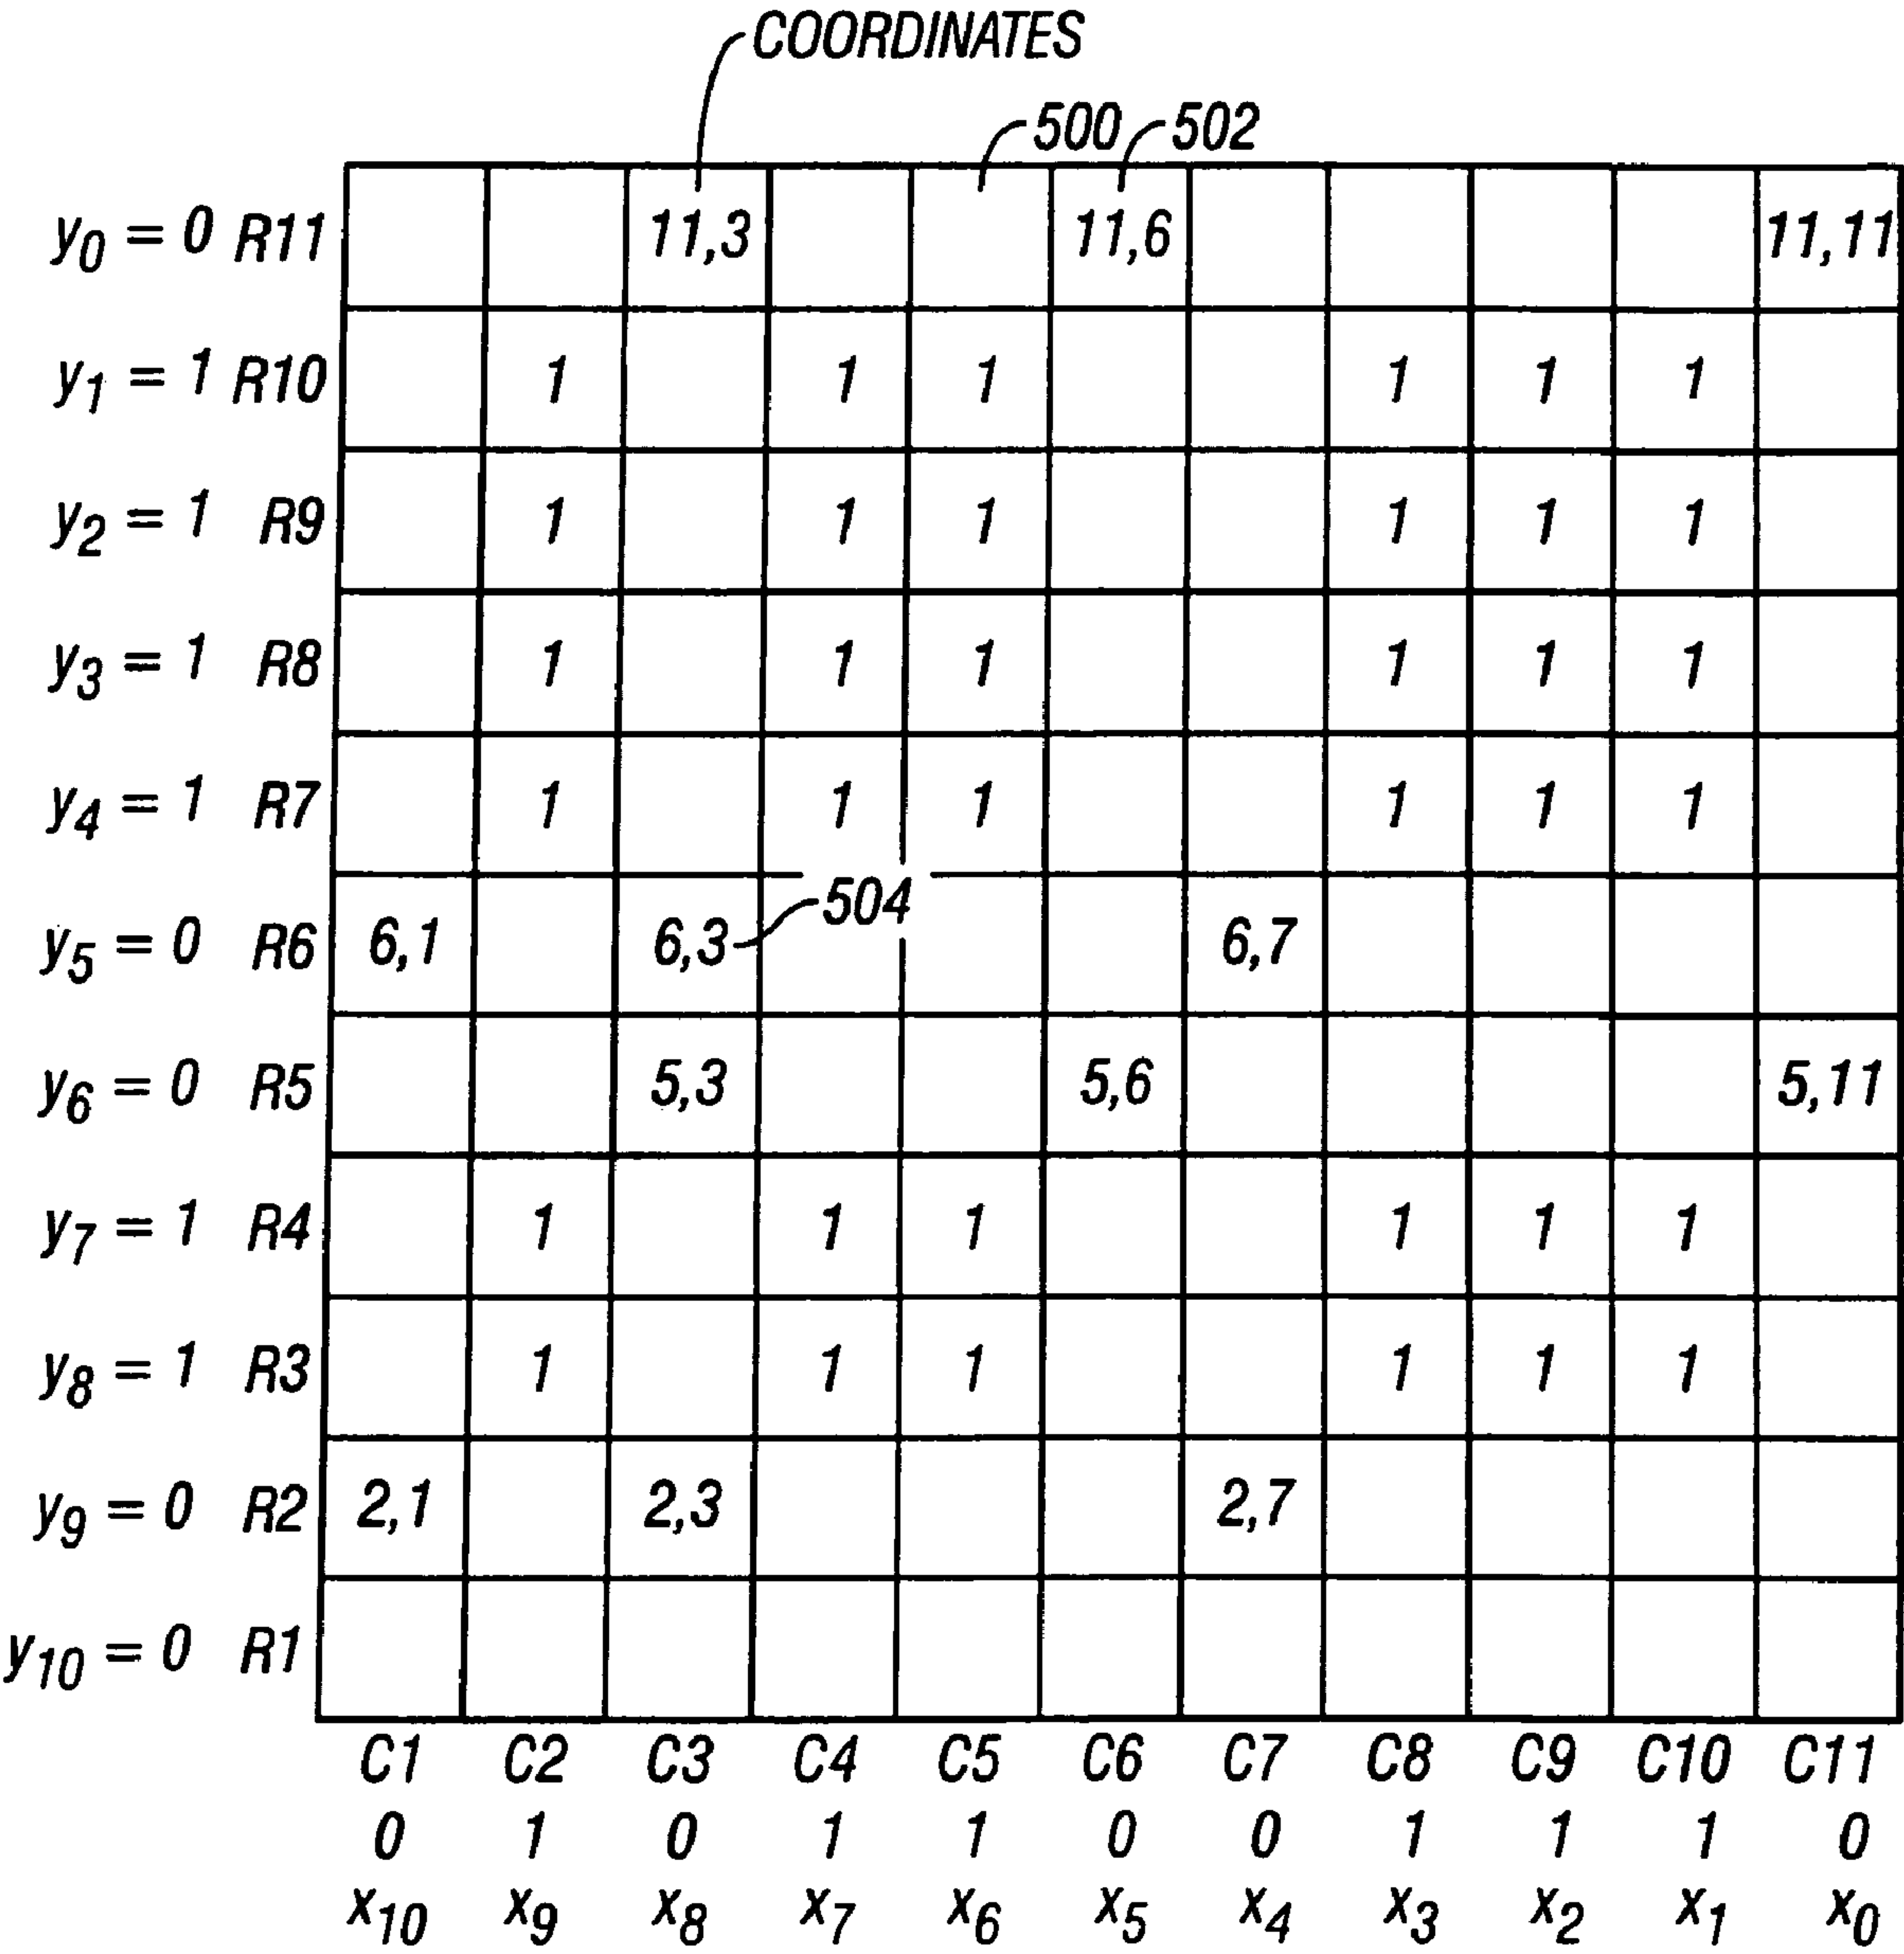 COORDINATES
500 502
y0 = 0 R11 11,3 11,6 11,11
y1 = 1 R10 1 1 1 1 1 1
y2 = 1 R9 1 1 1 1 1 1
y3 = 1 R8 1 1 1 1 1 1
y4 = 1 R7 1 1 1 1 1 1
504
y5 = 0 R6 6,1 6,3 6,7
y6 = 0 R5 5,3 5,6 5,11
y7 = 1 R4 1 1 1 1 1 1
y8 = 1 R3 1 1 1 1 1 1
y9 = 0 R2 2,1 2,3 2,7
y10 = 0 R1
C1 C2 C3 C4 C5 C6 C7 C8 C9 C10 C11
0 1 0 1 1 0 0 1 1 1 0
x10 x9 x8 x7 x6 x5 x4 x3 x2 x1 x0